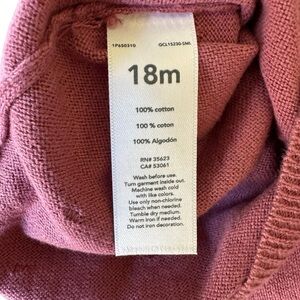 1P650310 GCL15230-SML
18m
100% cotton
100 % coton
100% Algodón
RN# 35623
CA# 53061
Wash before use.
Turn garment inside out.
Machine wash cold
with like colors.
Use only non-chlorine
bleach when needed.
Tumble dry medium.
Warm iron if needed.
Do not iron decoration.